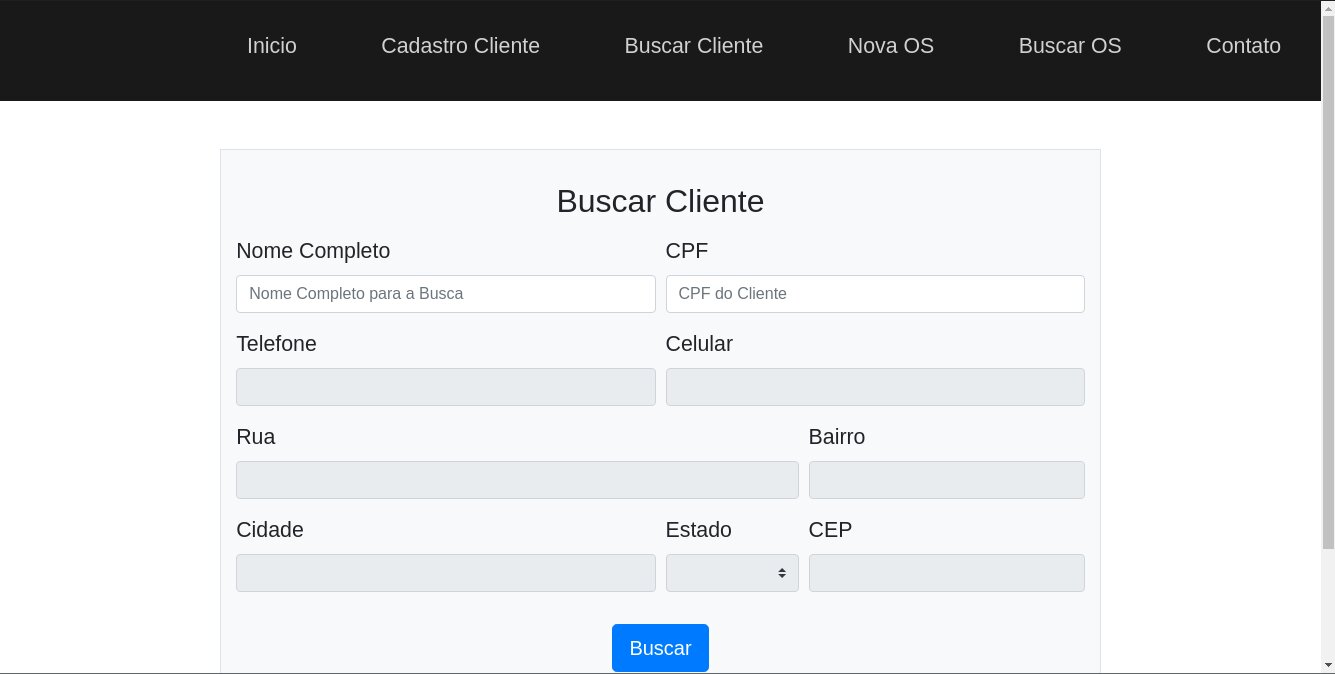 Inicio Cadastro Cliente Buscar Cliente Nova OS Buscar OS Contato
Buscar Cliente
Nome Completo CPF
Nome Completo para a Busca CPF do Cliente
Telefone Celular
Rua Bairro
Cidade Estado CEP
Buscar